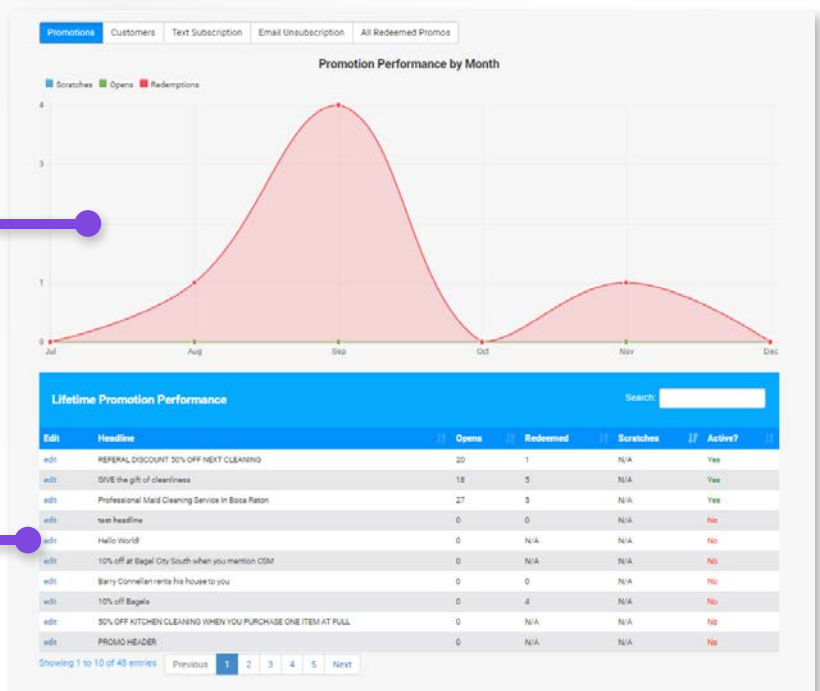 Promotions Customers Text Subscription Email Unsubscription All Redeemed Promos
Promotion Performance by Month
Scratches Opens Redemptions
4
3
1
0
Jul Aug Sep Oct Nov Dec
Lifetime Promotion Performance Search:
Edit Headline Opens Redeemed Scratches Active?
edit REFERAL DISCOUNT 50% OFF NEXT CLEANING 20 1 N/A Yes
edit GIVE the gift of cleanliness 18 5 N/A Yes
edit Professional Maid Cleaning Service in Boca Raton 27 N/A Yes
edit test headline 0 0 N/A No
edit Hello World! 0 N/A N/A No
edit 10% off at Bagel City South when you mention OSM 0 N/A N/A No
edit Barry Connellan rents his house to you 0 0 N/A No
edit 10% off Bagels 0 4 N/A No
edit 50% OFF KITCHEN CLEANING WHEN YOU PURCHASE ONE ITEM AT FULL 0 N/A N/A No
edit PROMO HEADER 0 N/A N/A No
Showing 1 to 10 of 48 entries Previous 1 2 3 4 5 Next